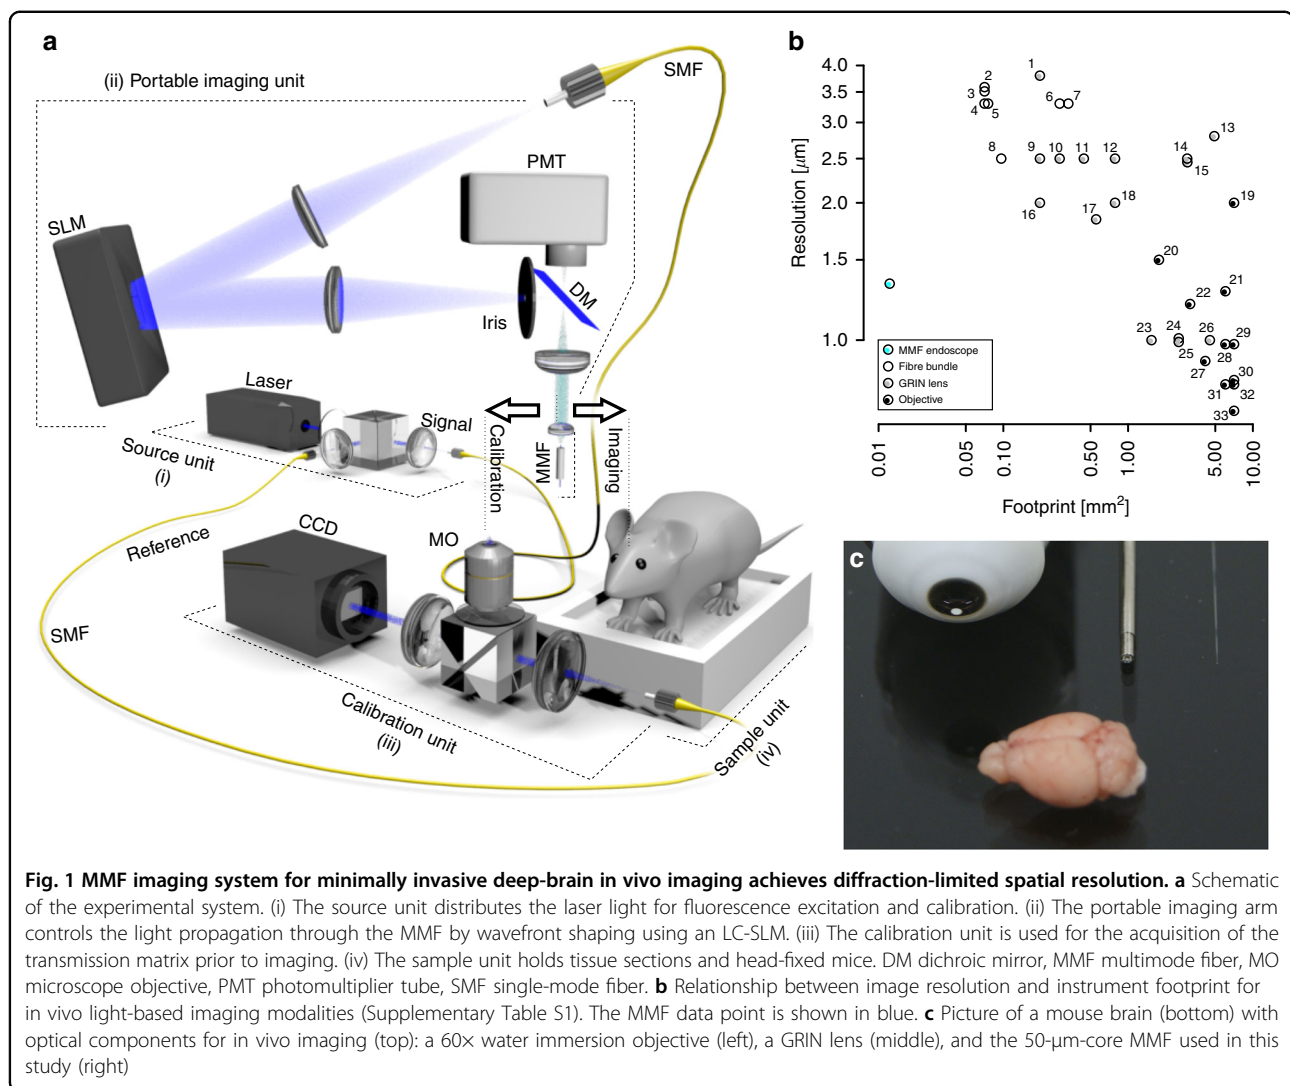 a
(ii) Portable imaging unit
SMF
PMT
SLM
DM
Iris
Laser
Signal
Source unit
(i)
Calibration
MMF
Imaging
Reference
CCD
MO
SMF
Calibration unit
(iii)
Sample unit
(iv)
b
Resolution [μm]
4.0
3.5
3.0
2.5
2.0
1.5
1.0
1
2
3
4
5
6
7
8
9
10
11
12
13
14
15
16
17
18
19
20
21
22
23
24
25
26
27
28
29
30
31
32
33
MMF endoscope
Fibre bundle
GRIN lens
Objective
0.01
0.05
0.10
0.50
1.00
5.00
10.00
Footprint [mm²]
c
Fig. 1 MMF imaging system for minimally invasive deep-brain in vivo imaging achieves diffraction-limited spatial resolution. a Schematic
of the experimental system. (i) The source unit distributes the laser light for fluorescence excitation and calibration. (ii) The portable imaging arm
controls the light propagation through the MMF by wavefront shaping using an LC-SLM. (iii) The calibration unit is used for the acquisition of the
transmission matrix prior to imaging. (iv) The sample unit holds tissue sections and head-fixed mice. DM dichroic mirror, MMF multimode fiber, MO
microscope objective, PMT photomultiplier tube, SMF single-mode fiber. b Relationship between image resolution and instrument footprint for
in vivo light-based imaging modalities (Supplementary Table S1). The MMF data point is shown in blue. c Picture of a mouse brain (bottom) with
optical components for in vivo imaging (top): a 60× water immersion objective (left), a GRIN lens (middle), and the 50-μm-core MMF used in this
study (right)